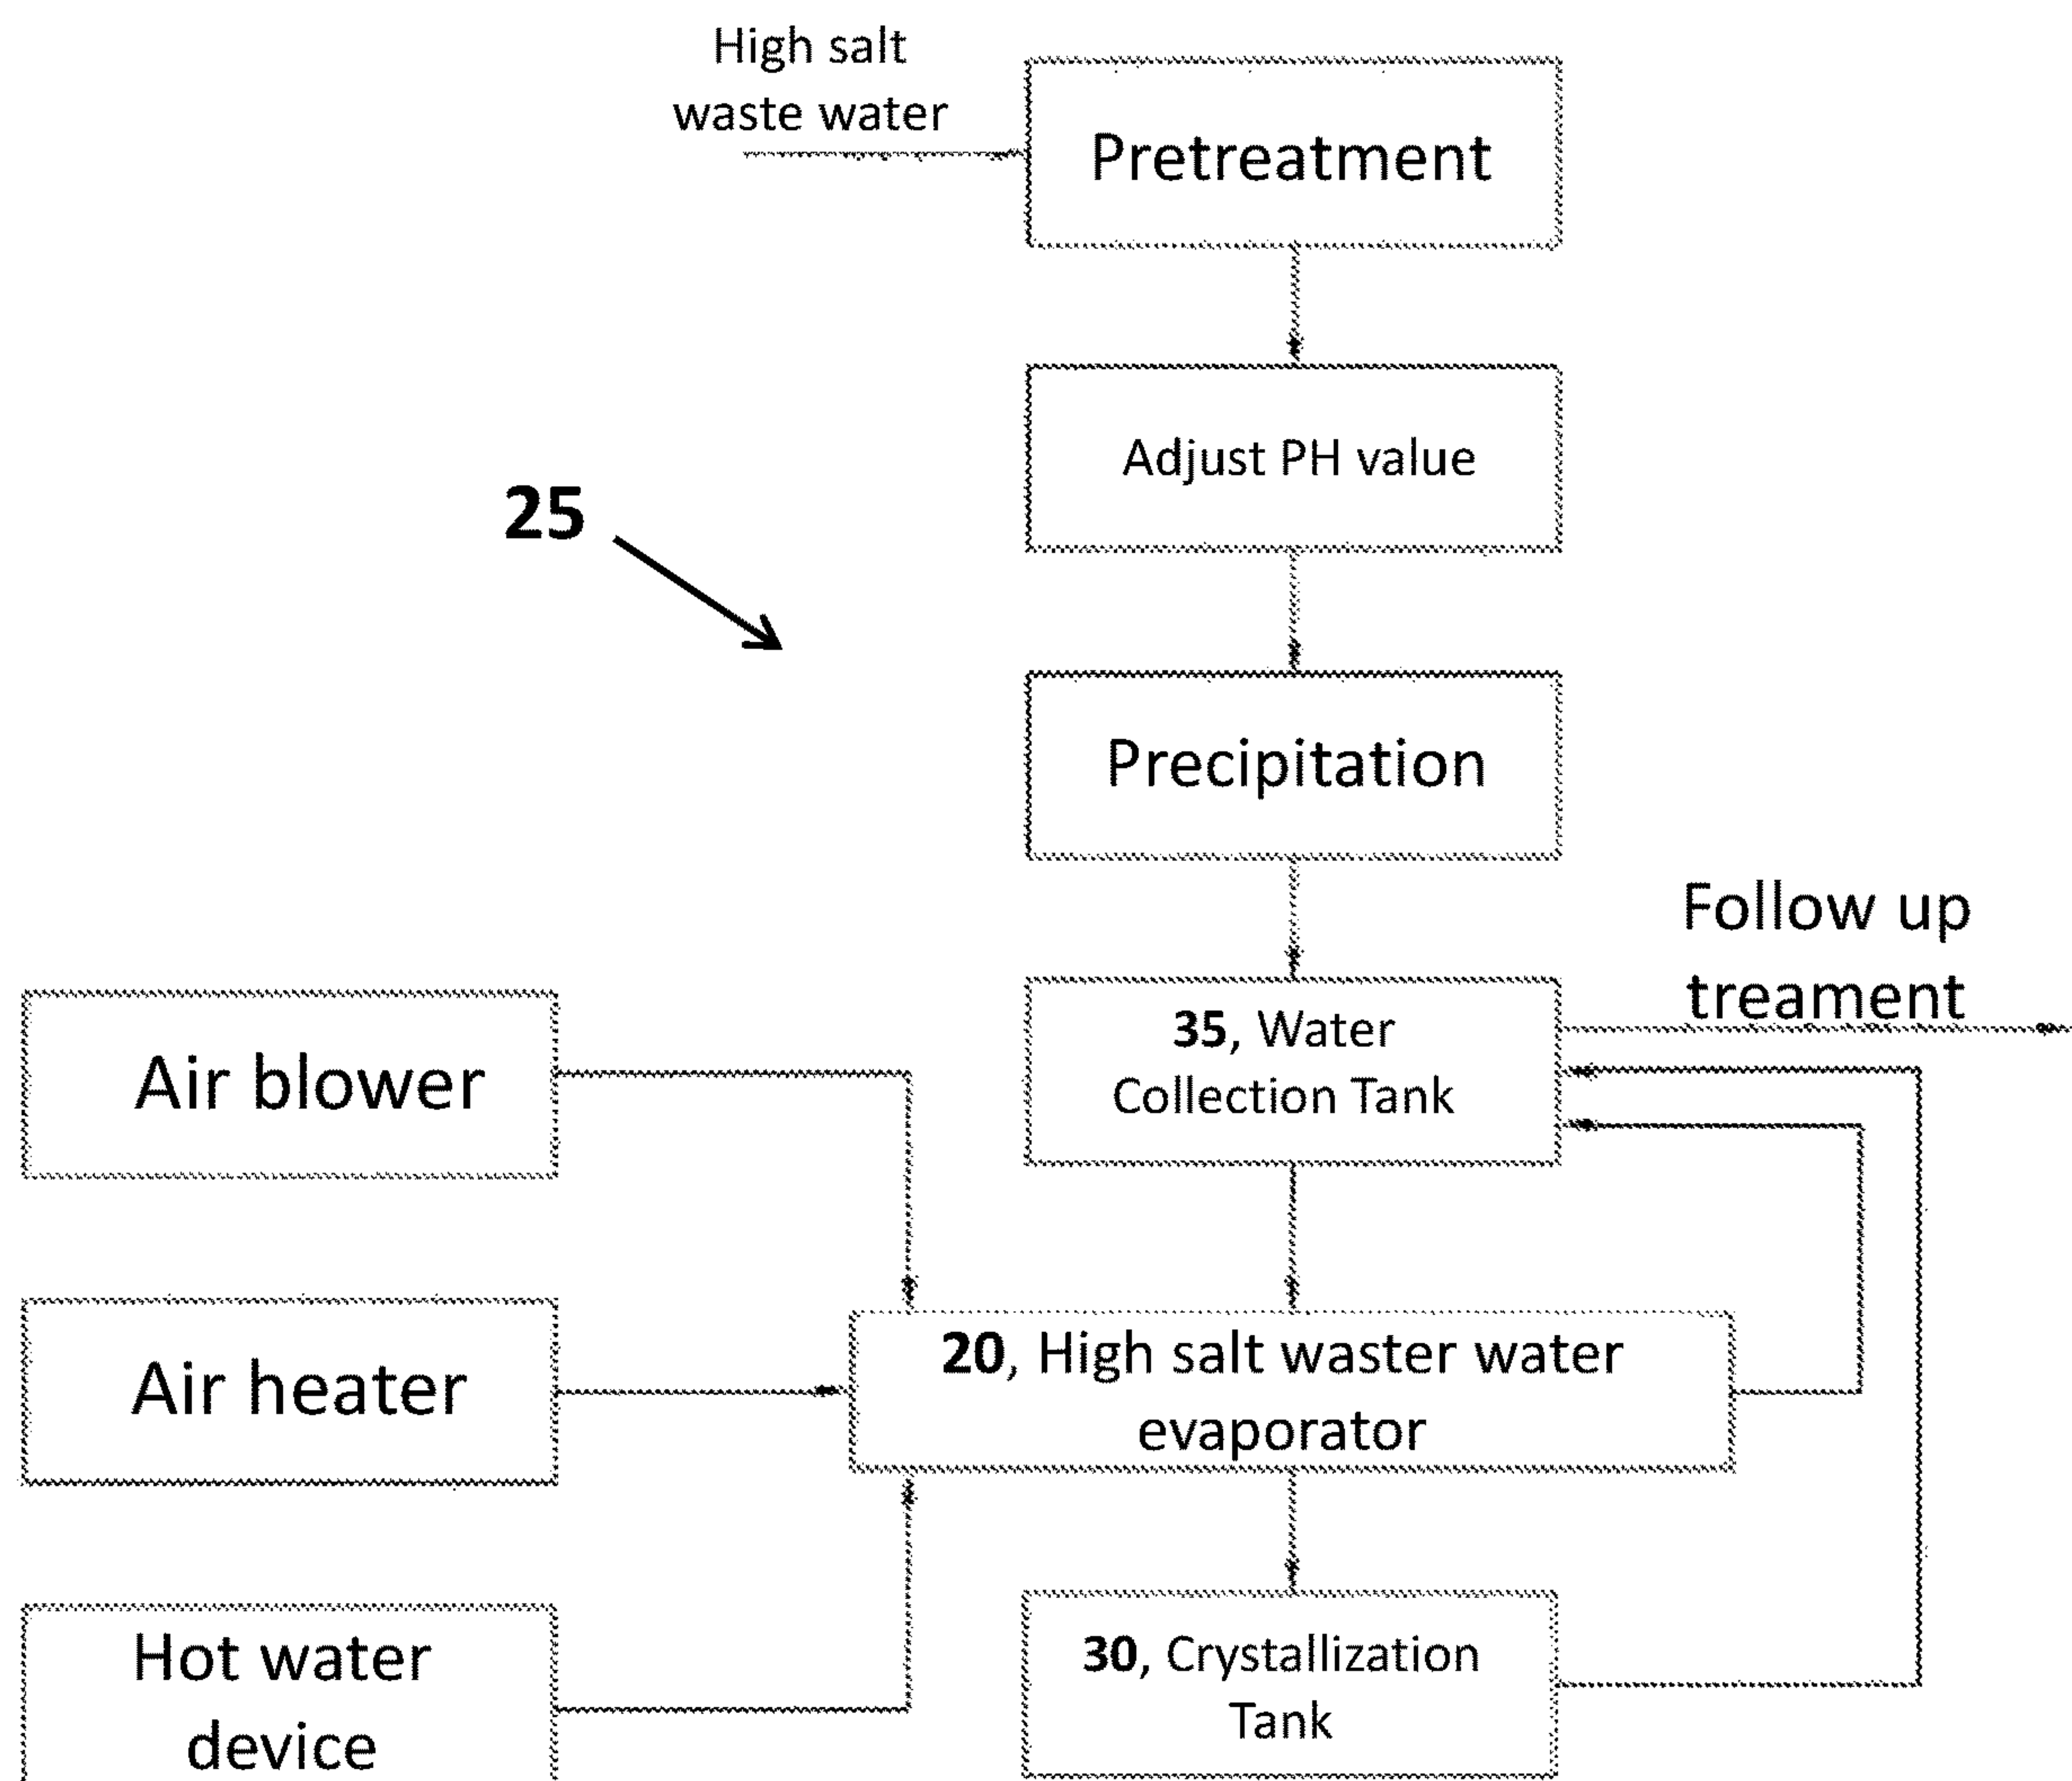 High salt
waste water
Pretreatment
Adjust PH value
25
Precipitation
Follow up
treament
35, Water
Collection Tank
Air blower
20, High salt waster water
evaporator
Air heater
30, Crystallization
Tank
Hot water
device